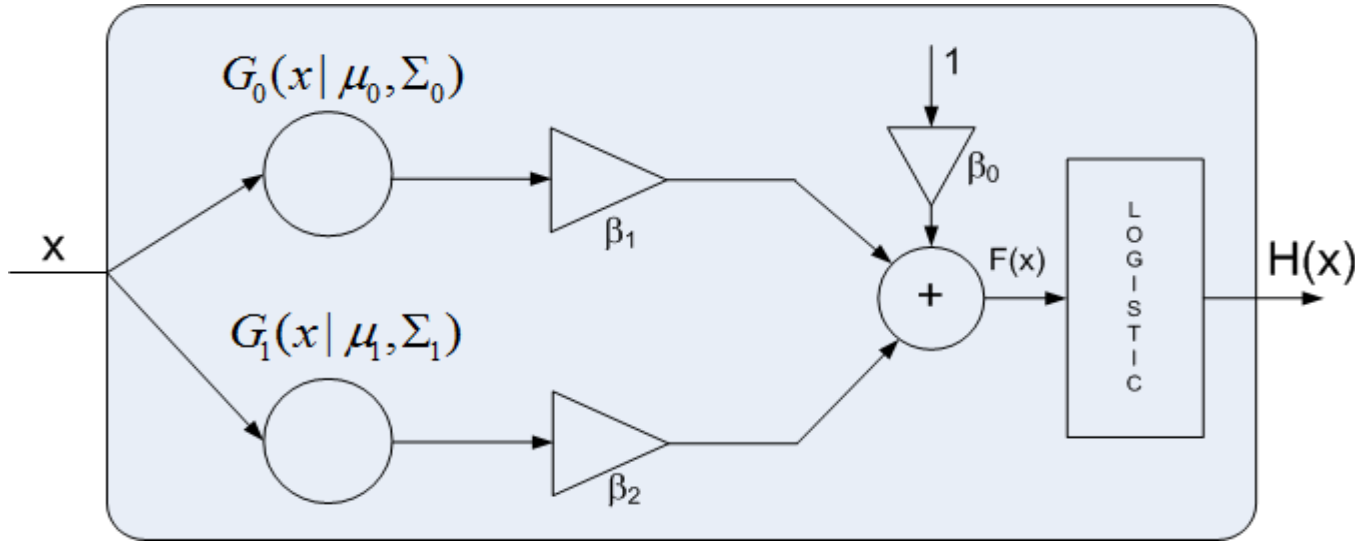 G₀(x | μ₀, Σ₀)
1
β₀
β₁
x
F(x)
+
LOGISTIC
H(x)
G₁(x | μ₁, Σ₁)
β₂